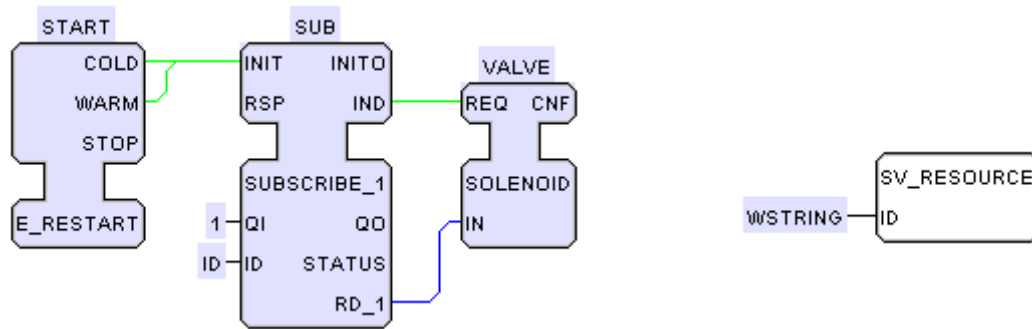 START
COLD
WARM
STOP
E_RESTART
SUB
INIT INITO
RSP IND
SUBSCRIBE_1
1 QI QO
ID ID STATUS
RD_1
VALVE
REQ CNF
SOLENOID
IN
SV_RESOURCE
WSTRING ID